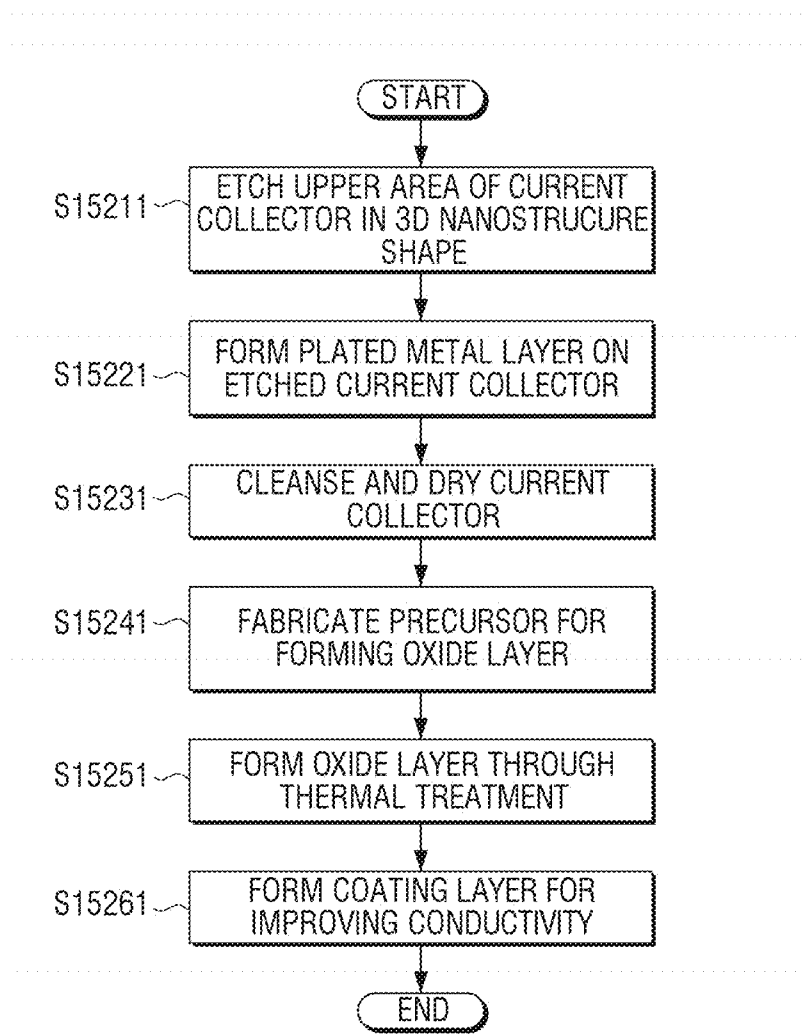 START
S15211
ETCH UPPER AREA OF CURRENT
COLLECTOR IN 3D NANOSTRUCURE
SHAPE
S15221
FORM PLATED METAL LAYER ON
ETCHED CURRENT COLLECTOR
S15231
CLEANSE AND DRY CURRENT
COLLECTOR
S15241
FABRICATE PRECURSOR FOR
FORMING OXIDE LAYER
S15251
FORM OXIDE LAYER THROUGH
THERMAL TREATMENT
S15261
FORM COATING LAYER FOR
IMPROVING CONDUCTIVITY
END